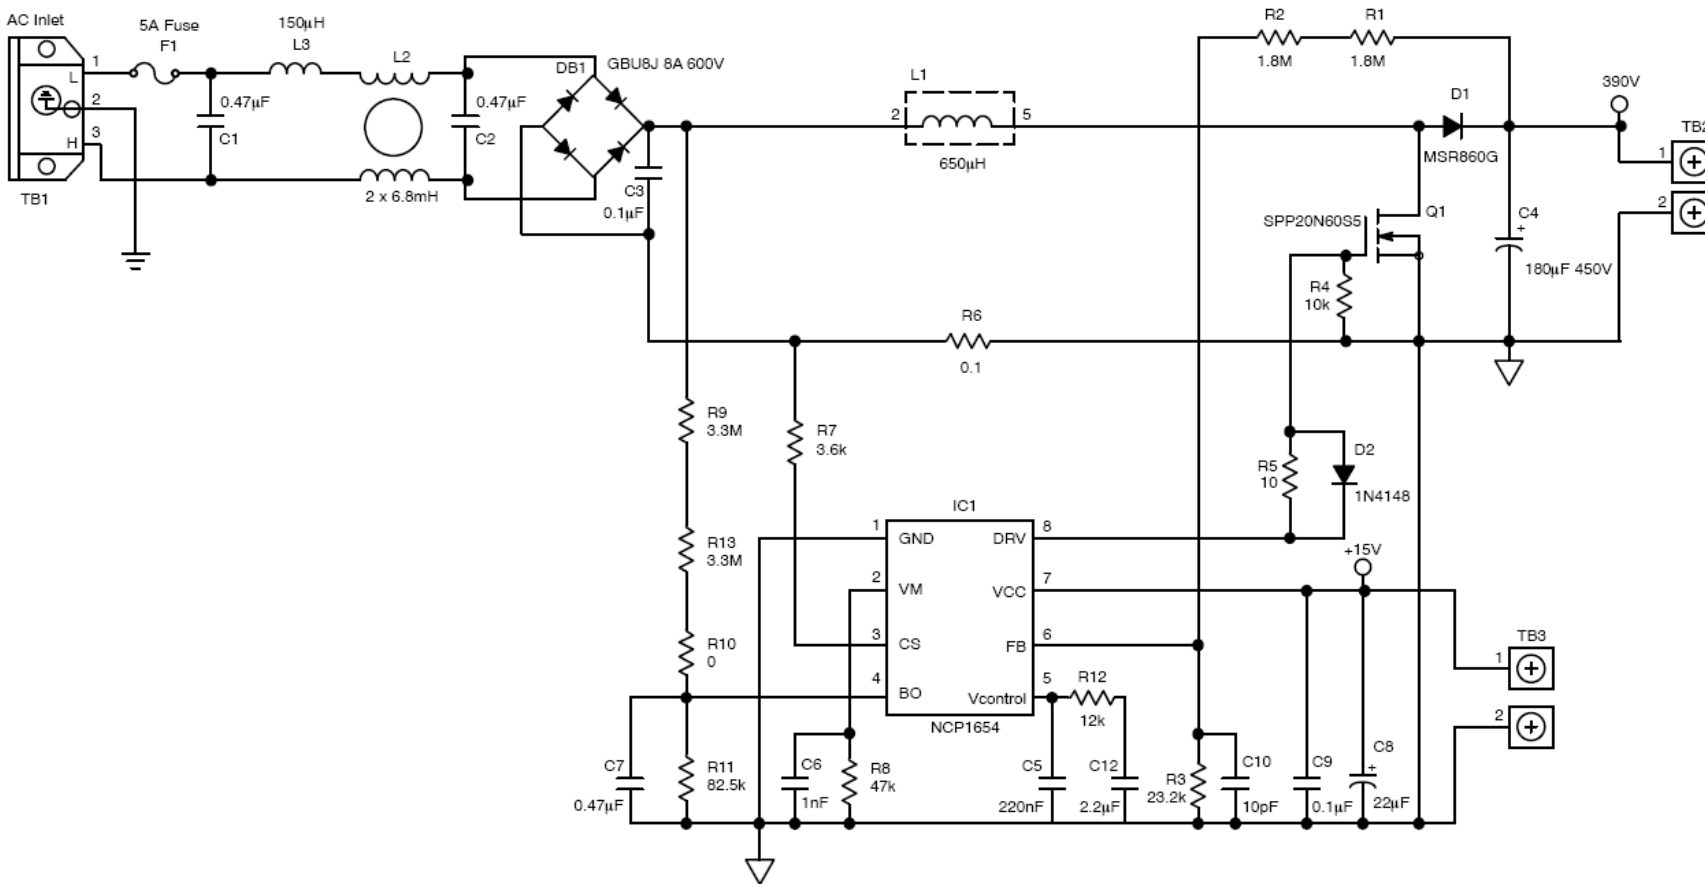 AC Inlet
5A Fuse
F1
150µH
L3
L2
DB1
GBU8J 8A 600V
R2
R1
1.8M
1.8M
1
L
2
3
H
TB1
0.47µF
C1
2 x 6.8mH
0.47µF
C2
C3
0.1µF
L1
2
5
650µH
D1
MSR860G
390V
TB2
1
2
SPP20N60S5
Q1
C4
+
180µF 450V
R4
10k
R6
0.1
R9
3.3M
R7
3.6k
R5
10
D2
1N4148
R13
3.3M
R10
0
IC1
1
GND
DRV
8
2
VM
VCC
7
3
CS
FB
6
4
BO
Vcontrol
5
NCP1654
R12
12k
+15V
TB3
1
2
C7
0.47µF
R11
82.5k
C6
1nF
R8
47k
C5
220nF
C12
2.2µF
R3
23.2k
C10
10pF
C9
0.1µF
C8
+
22µF